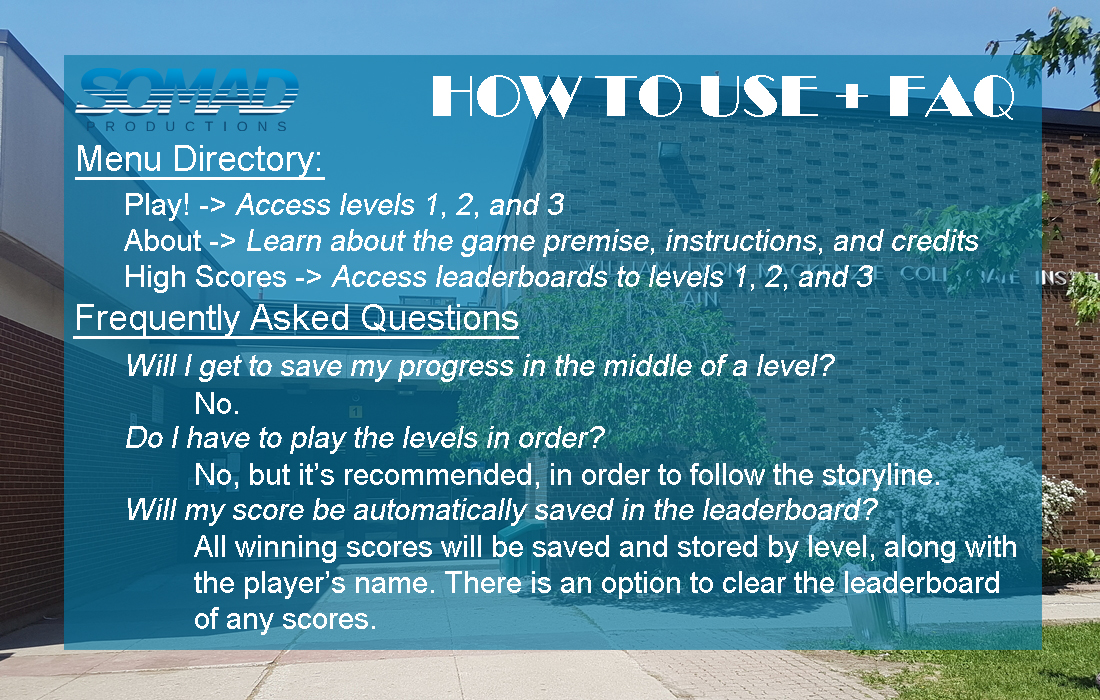 SOMAD
PRODUCTIONS
HOW TO USE + FAQ
Menu Directory:
Play! -> Access levels 1, 2, and 3
About -> Learn about the game premise, instructions, and credits
High Scores -> Access leaderboards to levels 1, 2, and 3
Frequently Asked Questions
Will I get to save my progress in the middle of a level?
No.
Do I have to play the levels in order?
No, but it’s recommended, in order to follow the storyline.
Will my score be automatically saved in the leaderboard?
All winning scores will be saved and stored by level, along with
the player’s name. There is an option to clear the leaderboard
of any scores.
WILLIAM LYON MACKENZIE
1